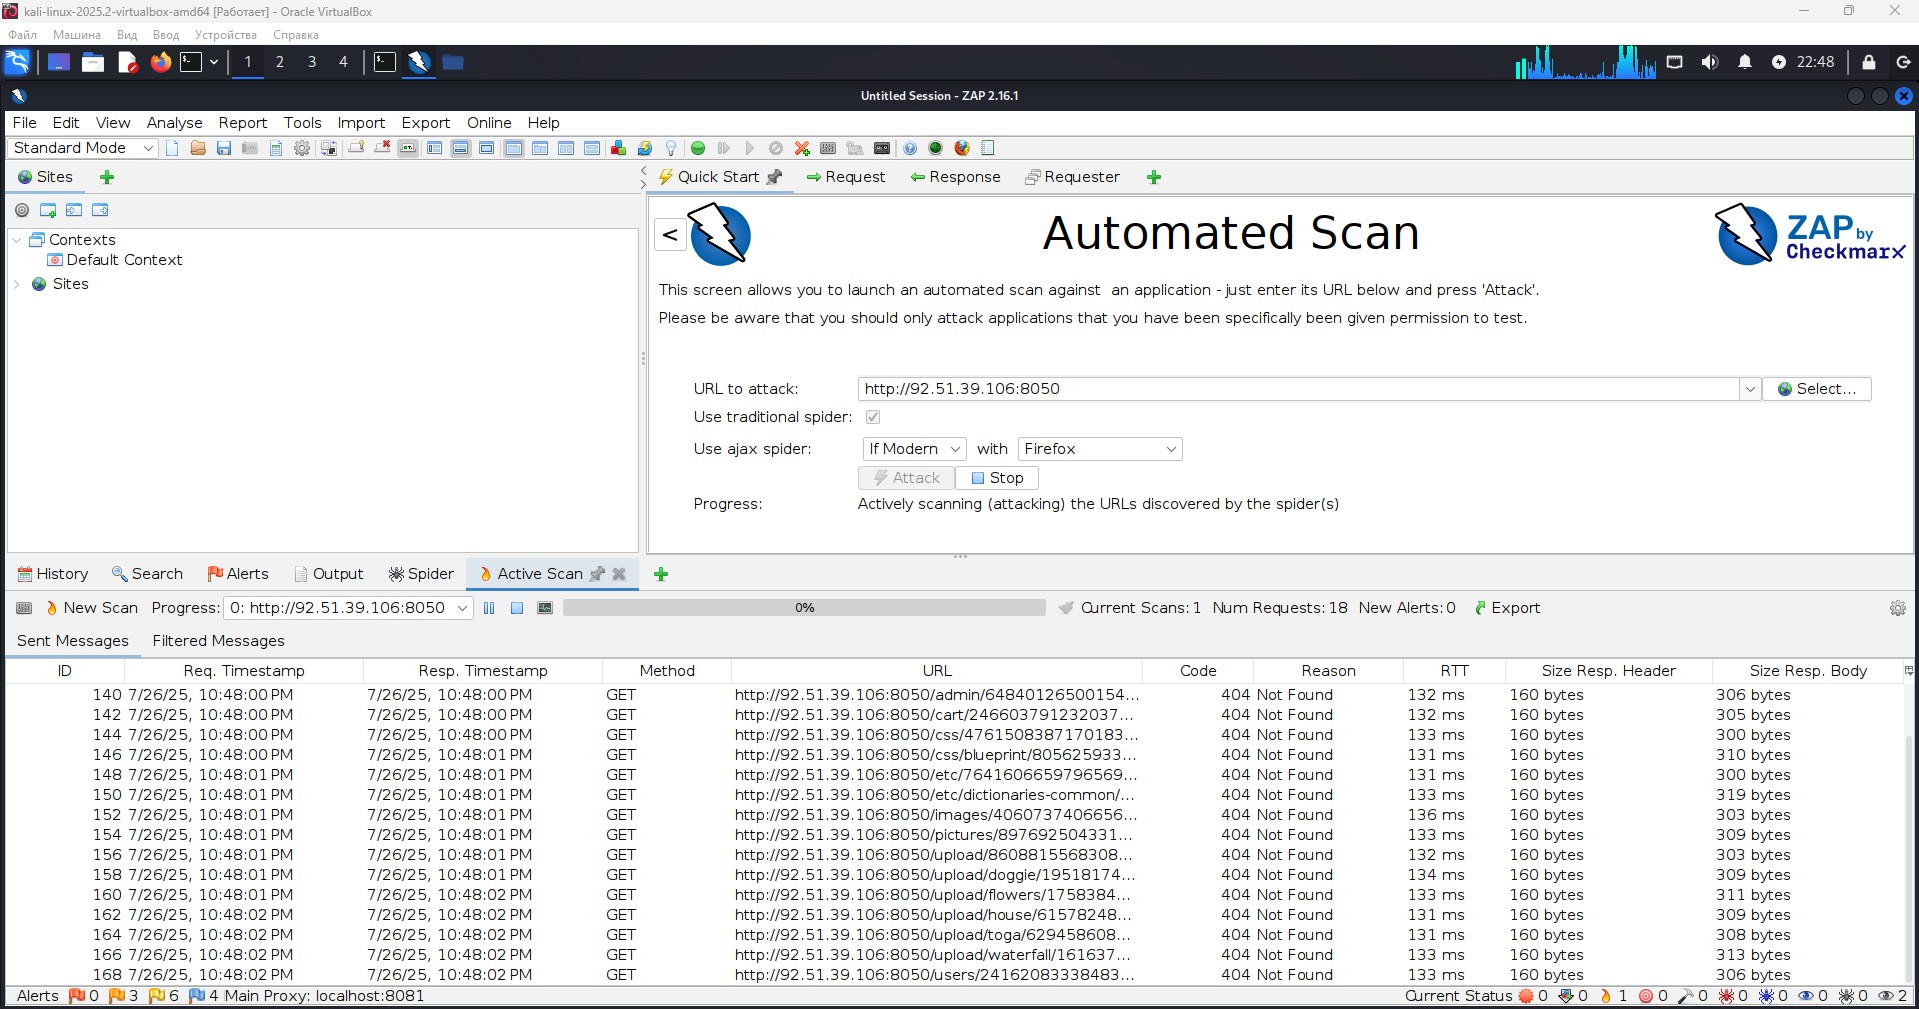 kali-linux-2025.2-virtualbox-amd64 [Работает] - Oracle VirtualBox
Файл Машина Вид Ввод Устройства Справка
1 2 3 4 22:48
Untitled Session - ZAP 2.16.1
File Edit View Analyse Report Tools Import Export Online Help
Standard Mode
Sites Quick Start Request Response Requester
Contexts
Default Context
Sites
< Automated Scan ZAP by Checkmarx
This screen allows you to launch an automated scan against an application - just enter its URL below and press 'Attack'.
Please be aware that you should only attack applications that you have been specifically been given permission to test.
URL to attack: http://92.51.39.106:8050 Select...
Use traditional spider:
Use ajax spider: If Modern with Firefox
Attack Stop
Progress: Actively scanning (attacking) the URLs discovered by the spider(s)
History Search Alerts Output Spider Active Scan
New Scan Progress: 0: http://92.51.39.106:8050 0% Current Scans: 1 Num Requests: 18 New Alerts: 0 Export
Sent Messages Filtered Messages
ID Req. Timestamp Resp. Timestamp Method URL Code Reason RTT Size Resp. Header Size Resp. Body
140 7/26/25, 10:48:00 PM 7/26/25, 10:48:00 PM GET http://92.51.39.106:8050/admin/64840126500154... 404 Not Found 132 ms 160 bytes 306 bytes
142 7/26/25, 10:48:00 PM 7/26/25, 10:48:00 PM GET http://92.51.39.106:8050/cart/246603791232037... 404 Not Found 132 ms 160 bytes 305 bytes
144 7/26/25, 10:48:00 PM 7/26/25, 10:48:00 PM GET http://92.51.39.106:8050/css/4761508387170183... 404 Not Found 133 ms 160 bytes 300 bytes
146 7/26/25, 10:48:00 PM 7/26/25, 10:48:01 PM GET http://92.51.39.106:8050/css/blueprint/805625933... 404 Not Found 131 ms 160 bytes 310 bytes
148 7/26/25, 10:48:01 PM 7/26/25, 10:48:01 PM GET http://92.51.39.106:8050/etc/7641606659796569... 404 Not Found 131 ms 160 bytes 300 bytes
150 7/26/25, 10:48:01 PM 7/26/25, 10:48:01 PM GET http://92.51.39.106:8050/etc/dictionaries-common/... 404 Not Found 133 ms 160 bytes 319 bytes
152 7/26/25, 10:48:01 PM 7/26/25, 10:48:01 PM GET http://92.51.39.106:8050/images/4060737406656... 404 Not Found 136 ms 160 bytes 303 bytes
154 7/26/25, 10:48:01 PM 7/26/25, 10:48:01 PM GET http://92.51.39.106:8050/pictures/897692504331... 404 Not Found 133 ms 160 bytes 309 bytes
156 7/26/25, 10:48:01 PM 7/26/25, 10:48:01 PM GET http://92.51.39.106:8050/upload/8608815568308... 404 Not Found 132 ms 160 bytes 303 bytes
158 7/26/25, 10:48:01 PM 7/26/25, 10:48:01 PM GET http://92.51.39.106:8050/upload/doggie/19518174... 404 Not Found 134 ms 160 bytes 309 bytes
160 7/26/25, 10:48:01 PM 7/26/25, 10:48:02 PM GET http://92.51.39.106:8050/upload/flowers/1758384... 404 Not Found 133 ms 160 bytes 311 bytes
162 7/26/25, 10:48:02 PM 7/26/25, 10:48:02 PM GET http://92.51.39.106:8050/upload/house/61578248... 404 Not Found 131 ms 160 bytes 309 bytes
164 7/26/25, 10:48:02 PM 7/26/25, 10:48:02 PM GET http://92.51.39.106:8050/upload/toga/629458608... 404 Not Found 131 ms 160 bytes 308 bytes
166 7/26/25, 10:48:02 PM 7/26/25, 10:48:02 PM GET http://92.51.39.106:8050/upload/waterfall/161637... 404 Not Found 133 ms 160 bytes 313 bytes
168 7/26/25, 10:48:02 PM 7/26/25, 10:48:02 PM GET http://92.51.39.106:8050/users/24162083338483... 404 Not Found 133 ms 160 bytes 306 bytes
Alerts 0 3 6 4 Main Proxy: localhost:8081 Current Status 0 0 1 0 0 0 0 0 0 2